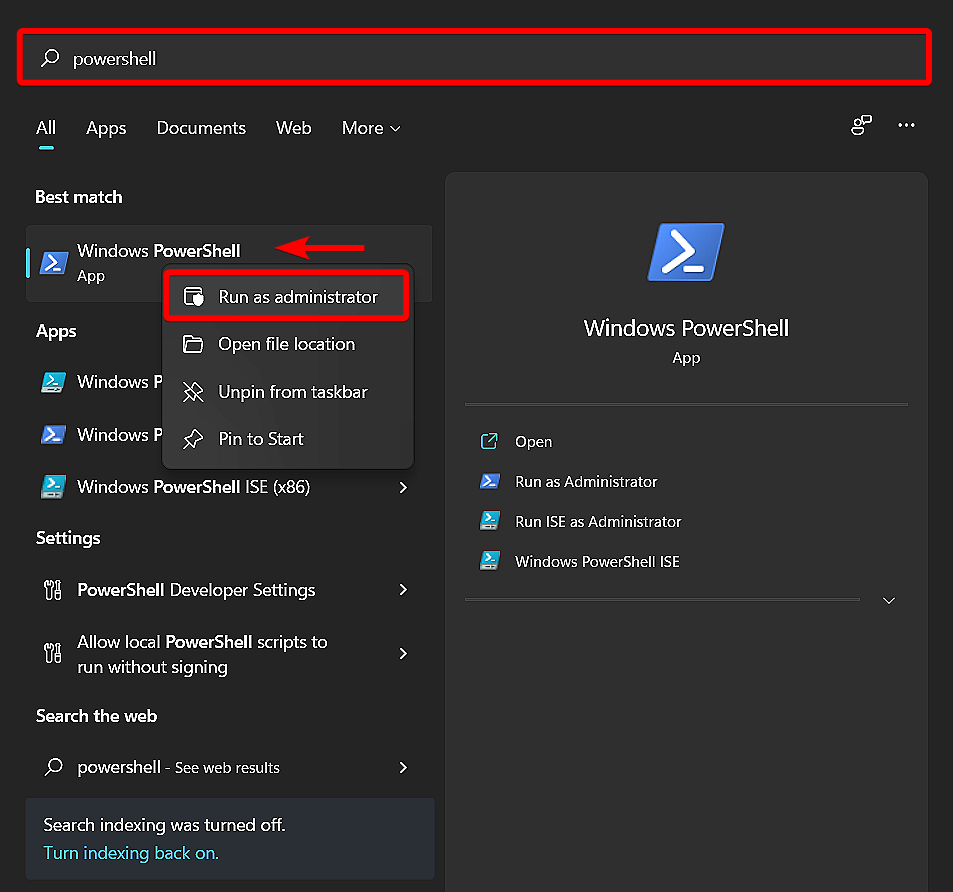 powershell
All Apps Documents Web More
Best match
Windows PowerShell
App
Run as administrator
Open file location
Unpin from taskbar
Pin to Start
Apps
Windows P
Windows P
Windows PowerShell ISE (x86)
Settings
PowerShell Developer Settings
Allow local PowerShell scripts to
run without signing
Search the web
powershell - See web results
Search indexing was turned off.
Turn indexing back on.
Windows PowerShell
App
Open
Run as Administrator
Run ISE as Administrator
Windows PowerShell ISE